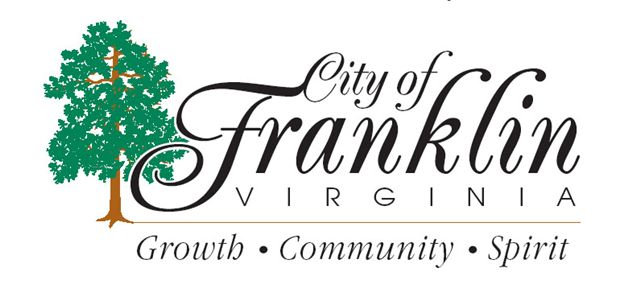 City of
Franklin
VIRGINIA
Growth • Community • Spirit